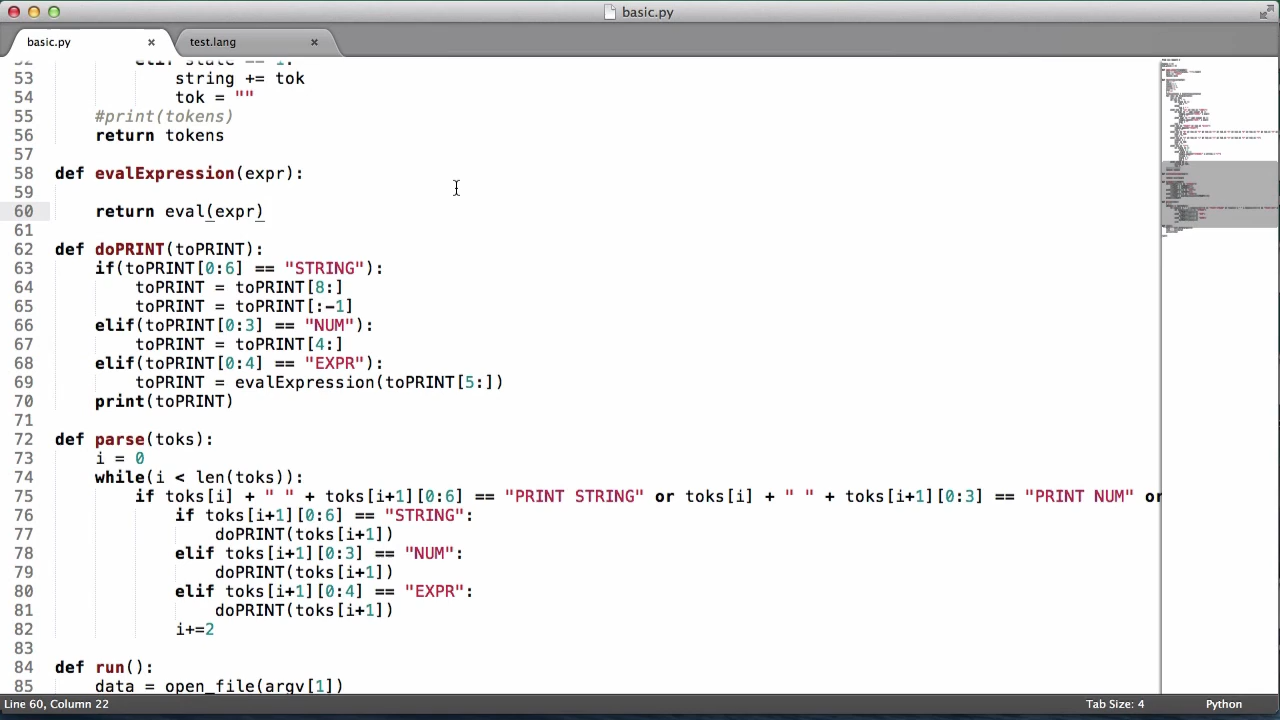 basic.py
basic.py × test.lang ×
52 elif state == 1:
53 string += tok
54 tok = ""
55 #print(tokens)
56 return tokens
57
58 def evalExpression(expr):
59
60 return eval(expr)
61
62 def doPRINT(toPRINT):
63 if(toPRINT[0:6] == "STRING"):
64 toPRINT = toPRINT[8:]
65 toPRINT = toPRINT[:-1]
66 elif(toPRINT[0:3] == "NUM"):
67 toPRINT = toPRINT[4:]
68 elif(toPRINT[0:4] == "EXPR"):
69 toPRINT = evalExpression(toPRINT[5:])
70 print(toPRINT)
71
72 def parse(toks):
73 i = 0
74 while(i < len(toks)):
75 if toks[i] + " " + toks[i+1][0:6] == "PRINT STRING" or toks[i] + " " + toks[i+1][0:3] == "PRINT NUM" or
76 if toks[i+1][0:6] == "STRING":
77 doPRINT(toks[i+1])
78 elif toks[i+1][0:3] == "NUM":
79 doPRINT(toks[i+1])
80 elif toks[i+1][0:4] == "EXPR":
81 doPRINT(toks[i+1])
82 i+=2
83
84 def run():
85 data = open_file(argv[1])
Line 60, Column 22 Tab Size: 4 Python